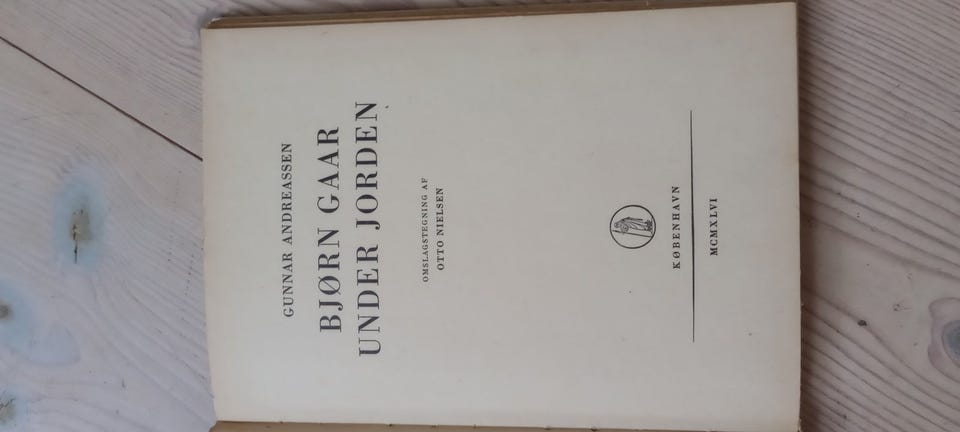 GUNNAR ANDREASSEN
BJØRN GAAR
UNDER JORDEN
OMSLAGSTEGNING AF
OTTO NIELSEN
KØBENHAVN
MCMXLVI